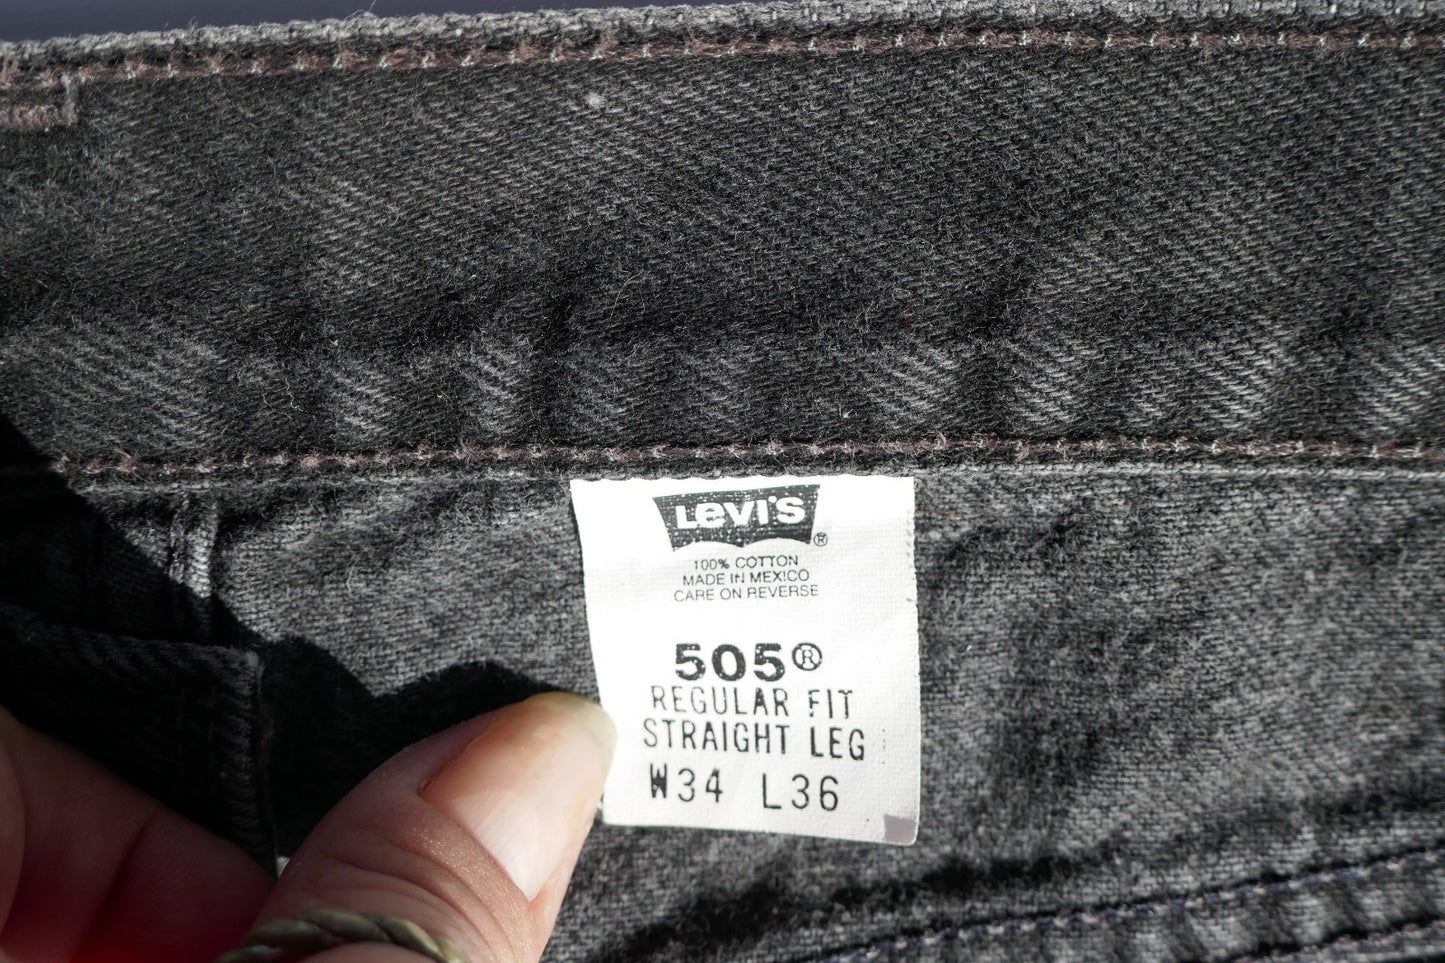 Levi's®
100% COTTON
MADE IN MEXICO
CARE ON REVERSE
505®
REGULAR FIT
STRAIGHT LEG
W34 L36